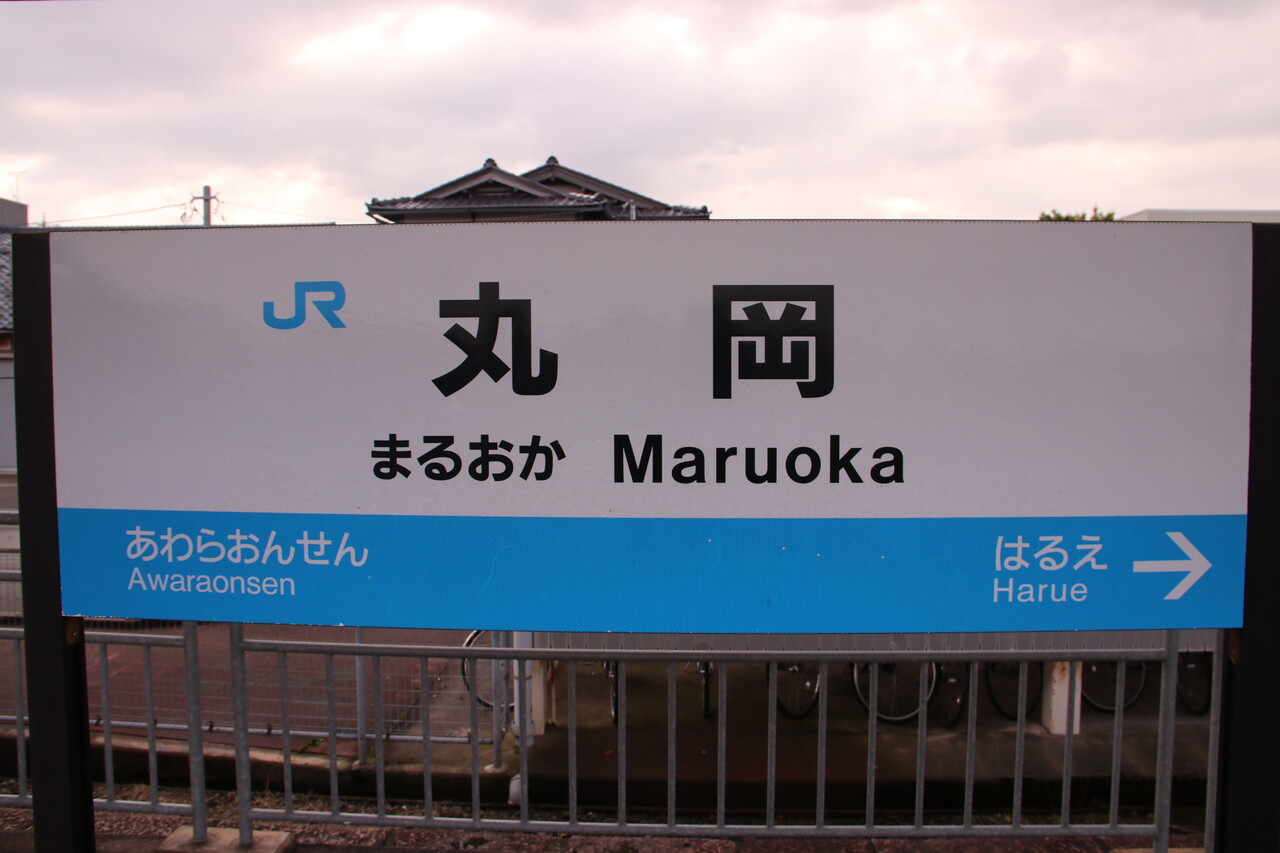 JR 丸岡
まるおか Maruoka
あわらおんせん
Awaraonsen
はるえ →
Harue